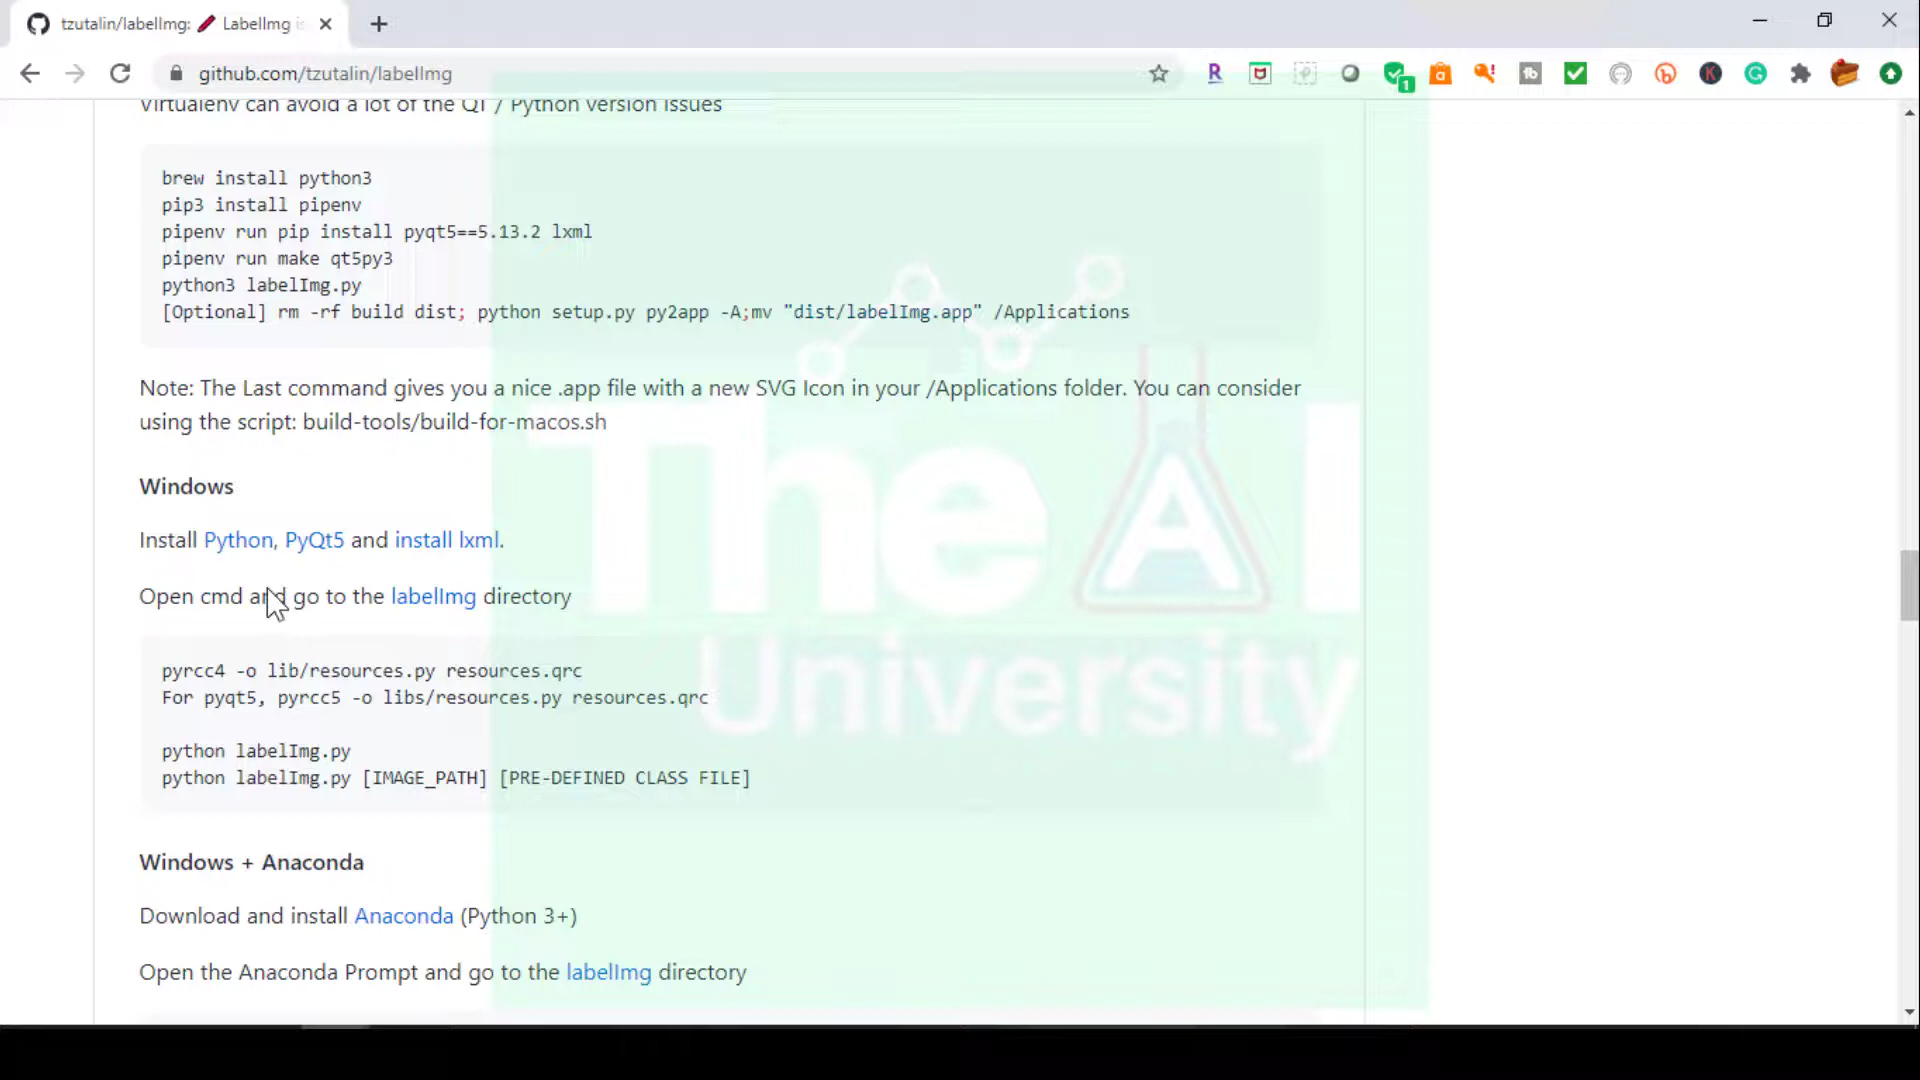 tzutalin/labelImg: LabelImg is
github.com/tzutalin/labelImg
Virtualenv can avoid a lot of the QT / Python version issues
brew install python3
pip3 install pipenv
pipenv run pip install pyqt5==5.13.2 lxml
pipenv run make qt5py3
python3 labelImg.py
[Optional] rm -rf build dist; python setup.py py2app -A;mv "dist/labelImg.app" /Applications
Note: The Last command gives you a nice .app file with a new SVG Icon in your /Applications folder. You can consider
using the script: build-tools/build-for-macos.sh
Windows
Install Python, PyQt5 and install lxml.
Open cmd and go to the labelImg directory
pyrcc4 -o lib/resources.py resources.qrc
For pyqt5, pyrcc5 -o libs/resources.py resources.qrc
python labelImg.py
python labelImg.py [IMAGE_PATH] [PRE-DEFINED CLASS FILE]
Windows + Anaconda
Download and install Anaconda (Python 3+)
Open the Anaconda Prompt and go to the labelImg directory
The AI
University